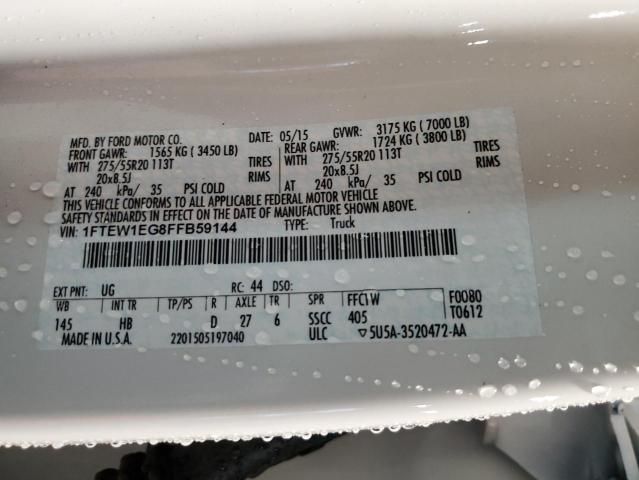 MFD. BY FORD MOTOR CO. DATE: 05/15 GVWR: 3175 KG ( 7000 LB)
FRONT GAWR: 1565 KG ( 3450 LB) REAR GAWR: 1724 KG ( 3800 LB)
WITH 275/55R20 113T TIRES WITH 275/55R20 113T TIRES
20x8.5J RIMS 20x8.5J RIMS
AT 240 kPa/ 35 PSI COLD AT 240 kPa/ 35 PSI COLD
THIS VEHICLE CONFORMS TO ALL APPLICABLE FEDERAL MOTOR VEHICLE
SAFETY STANDARDS IN EFFECT ON THE DATE OF MANUFACTURE SHOWN ABOVE.
VIN: 1FTEW1EG8FFB59144 TYPE: Truck
EXT PNT: UG RC: 44 DSO:
WB INT TR TP/PS R AXLE TR SPR FFC1W F0080
145 HB D 27 6 SSCC 405 T0612
MADE IN U.S.A. 2201505197040 ULC ▽5U5A-3520472-AA